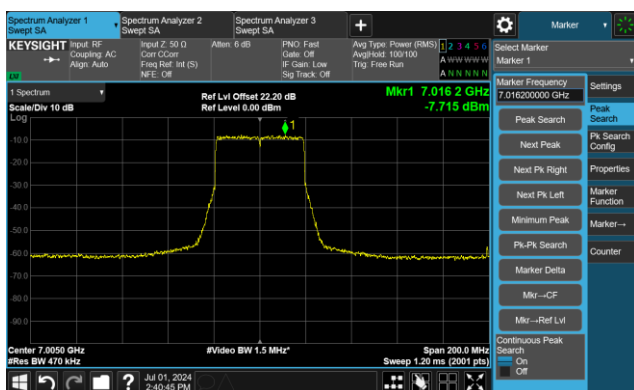 Spectrum Analyzer 1
Swept SA
Spectrum Analyzer 2
Swept SA
Spectrum Analyzer 3
Swept SA
+
Marker
KEYSIGHT
Input: RF
Coupling: AC
Align: Auto
Input Z: 50 Ω
Corr CCorr
Freq Ref: Int (S)
NFE: Off
Atten: 6 dB
PNO: Fast
Gate: Off
IF Gain: Low
Sig Track: Off
Avg Type: Power (RMS)
Avg|Hold: 100/100
Trig: Free Run
1 2 3 4 5 6
A W W W W W
A N N N N N
Select Marker
Marker 1
1 Spectrum
Scale/Div 10 dB
Log
Ref Lvl Offset 22.20 dB
Ref Level 0.00 dBm
Mkr1 7.016 2 GHz
-7.715 dBm
1
-10.0
-20.0
-30.0
-40.0
-50.0
-60.0
-70.0
-80.0
-90.0
Center 7.0050 GHz
#Res BW 470 kHz
#Video BW 1.5 MHz*
Span 200.0 MHz
Sweep 1.20 ms (2001 pts)
Marker Frequency
7.016200000 GHz
Peak Search
Next Peak
Next Pk Right
Next Pk Left
Minimum Peak
Pk-Pk Search
Marker Delta
Mkr→CF
Mkr→Ref Lvl
Continuous Peak
Search
On
Off
Settings
Peak
Search
Pk Search
Config
Properties
Marker
Function
Marker→
Counter
?
Jul 01, 2024
2:40:45 PM